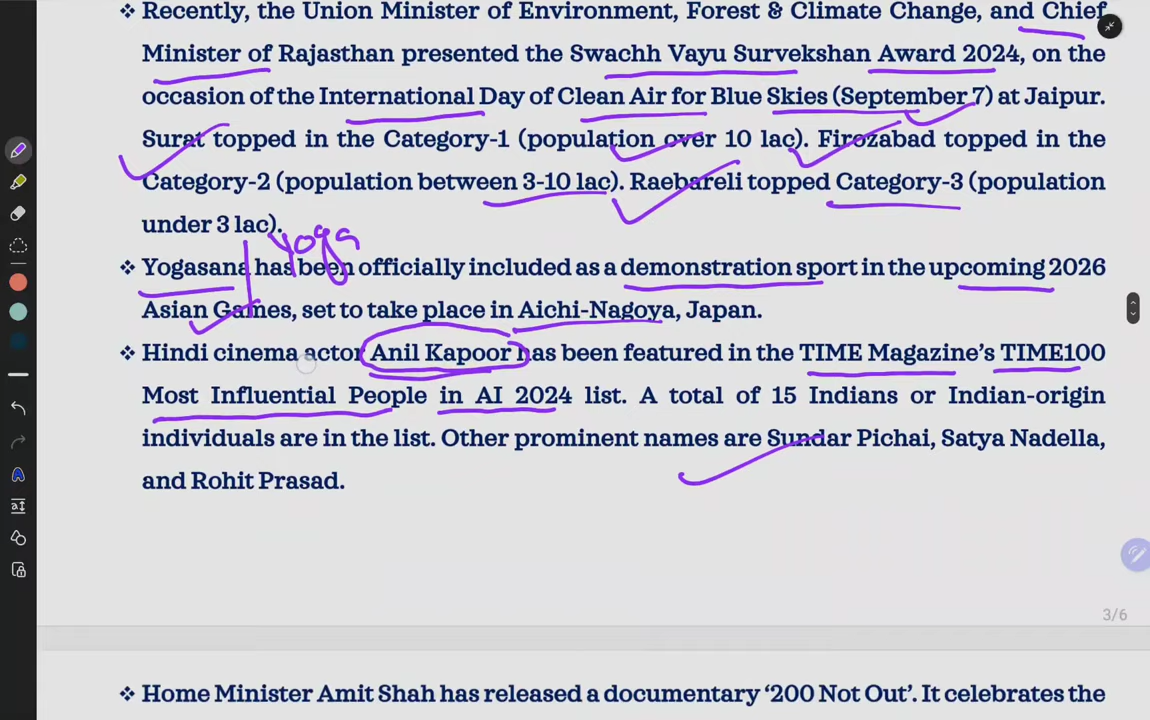 ❖ Recently, the Union Minister of Environment, Forest & Climate Change, and Chief
Minister of Rajasthan presented the Swachh Vayu Survekshan Award 2024, on the
occasion of the International Day of Clean Air for Blue Skies (September 7) at Jaipur.
Surat topped in the Category-1 (population over 10 lac). Firozabad topped in the
Category-2 (population between 3-10 lac). Raebareli topped Category-3 (population
under 3 lac).
Yoga
❖ Yogasana has been officially included as a demonstration sport in the upcoming 2026
Asian Games, set to take place in Aichi-Nagoya, Japan.
❖ Hindi cinema actor Anil Kapoor has been featured in the TIME Magazine’s TIME100
Most Influential People in AI 2024 list. A total of 15 Indians or Indian-origin
individuals are in the list. Other prominent names are Sundar Pichai, Satya Nadella,
and Rohit Prasad.
3/6
❖ Home Minister Amit Shah has released a documentary ‘200 Not Out’. It celebrates the